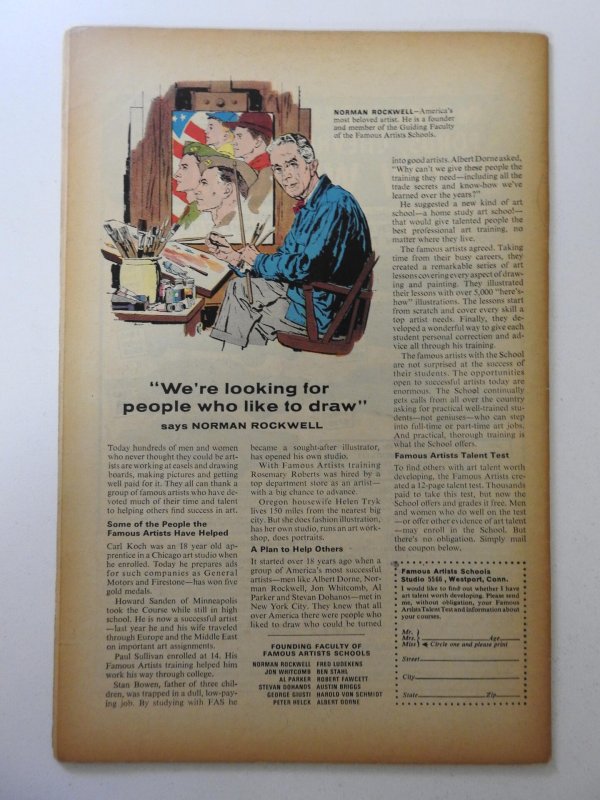 NORMAN ROCKWELL—America's
most beloved artist. He is a founder
and member of the Guiding Faculty
of the Famous Artists Schools.
"We're looking for
people who like to draw"
says NORMAN ROCKWELL
Today hundreds of men and women
who never thought they could be art-
ists are working at easels and drawing
boards, making pictures and getting
well paid for it. They all can thank a
group of famous artists who have de-
voted much of their time and talent
to helping others find success in art.
Some of the People the
Famous Artists Have Helped
Carl Koch was an 18 year old ap-
prentice in a Chicago art studio when
he enrolled. Today he prepares ads
for such companies as General
Motors and Firestone—has won five
gold medals.
Howard Sanden of Minneapolis
took the Course while still in high
school. He is now a successful artist
—last year he and his wife traveled
through Europe and the Middle East
on important art assignments.
Paul Sullivan enrolled at 14. His
Famous Artists training helped him
work his way through college.
Stan Bowen, father of three chil-
dren, was trapped in a dull, low-pay-
ing job. By studying with FAS he
became a sought-after illustrator,
has opened his own studio.
With Famous Artists training
Rosemary Roberts was hired by a
top department store as an artist—
with a big chance to advance.
Oregon housewife Helen Tryk
lives 150 miles from the nearest big
city. But she does fashion illustration,
has her own studio, runs an art work-
shop, does portraits.
A Plan to Help Others
It started over 18 years ago when a
group of America's most successful
artists—men like Albert Dorne, Nor-
man Rockwell, Jon Whitcomb, Al
Parker and Stevan Dohanos—met in
New York City. They knew that all
over America there were people who
liked to draw who could be turned
into good artists. Albert Dorne asked,
"Why can't we give these people the
training they need—including all the
trade secrets and know-how we've
learned over the years?"
He suggested a new kind of art
school—a home study art school—
that would give talented people the
best professional art training, no
matter where they live.
The famous artists agreed. Taking
time from their busy careers, they
created a remarkable series of art
lessons covering every aspect of draw-
ing and painting. They illustrated
their lessons with over 5,000 "here's-
how" illustrations. The lessons start
from scratch and cover every skill a
top artist needs. Finally, they de-
veloped a wonderful way to give each
student personal correction and ad-
vice all through his training.
The famous artists with the School
are not surprised at the success of
their students. The opportunities
open to successful artists today are
enormous. The School continually
gets calls from all over the country
asking for practical well-trained stu-
dents—not geniuses—who can step
into full-time or part-time art jobs.
And practical, thorough training is
what the School offers.
Famous Artists Talent Test
To find others with art talent worth
developing, the Famous Artists cre-
ated a 12-page talent test. Thousands
paid to take this test, but now the
School offers and grades it free. Men
and women who do well on the test
—or offer other evidence of art talent
—may enroll in the School. But
there's no obligation. Simply mail
the coupon below.
FOUNDING FACULTY OF
FAMOUS ARTISTS SCHOOLS
NORMAN ROCKWELL FRED LUDEKENS
JON WHITCOMB BEN STAHL
AL PARKER ROBERT FAWCETT
STEVAN DOHANOS AUSTIN BRIGGS
GEORGE GIUSTI HAROLD VON SCHMIDT
PETER HELCK ALBERT DORNE
Famous Artists Schools
Studio 5566, Westport, Conn.
I would like to find out whether I have
art talent worth developing. Please send
me, without obligation, your Famous
Artists Talent Test and information about
your courses.
Mr.
Mrs. Age
Miss Circle one and please print
Street
City
State Zip